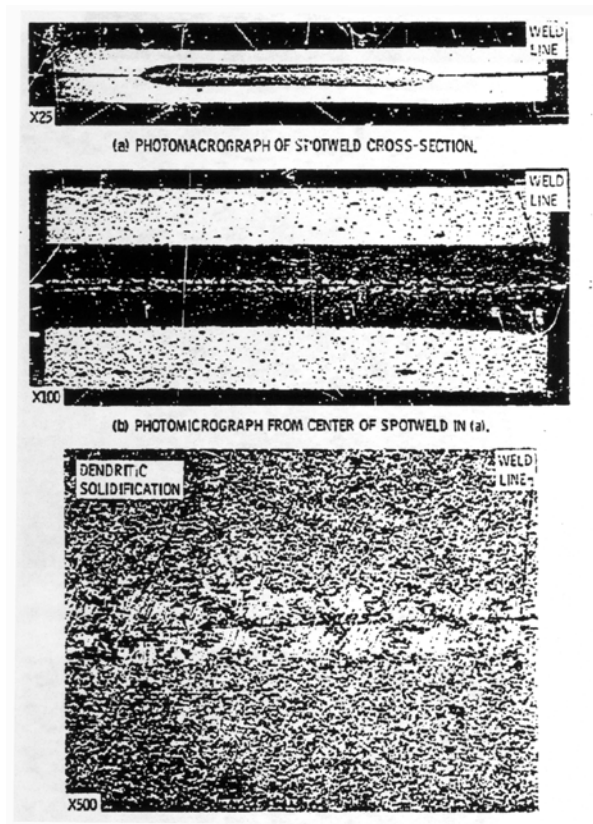 WELD
LINE
X25
(a) PHOTOMACROGRAPH OF SPOTWELD CROSS-SECTION.
WELD
LINE
X100
(b) PHOTOMICROGRAPH FROM CENTER OF SPOTWELD IN (a).
DENDRITIC
SOLIDIFICATION
WELD
LINE
X500